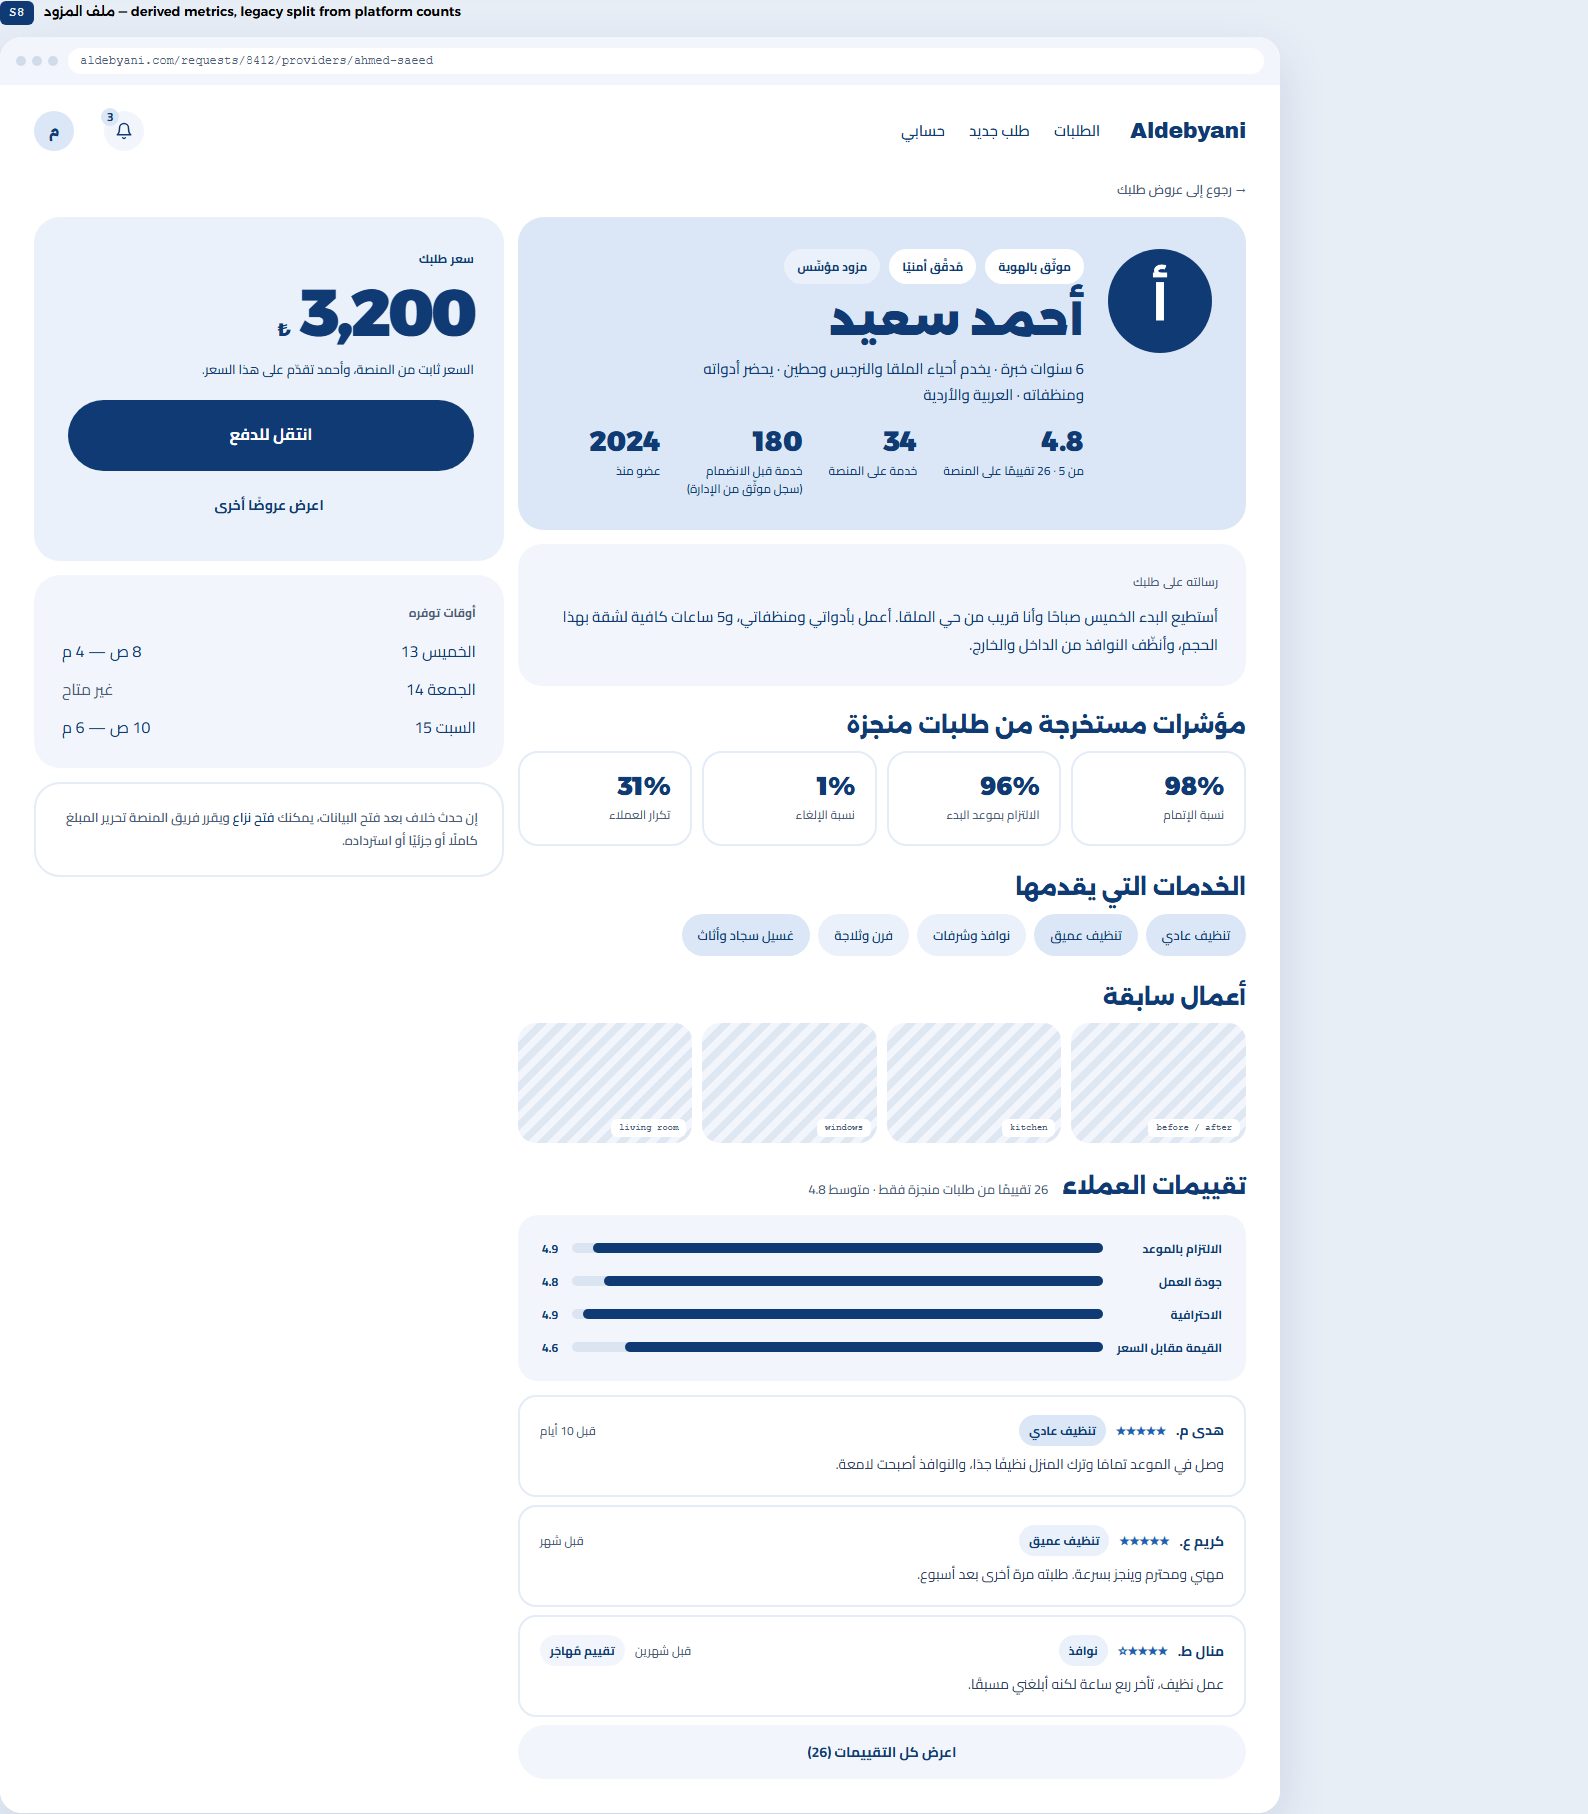 S8 ملف المزود — derived metrics, legacy split from platform counts
aldebyani.com/requests/8412/providers/ahmed-saeed
Aldebyani الطلبات طلب جديد حسابي 3 م
→ رجوع إلى عروض طلبك
أ
موثّق بالهوية مُدقّق أمنيًا مزود مؤسّس
أحمد سعيد
6 سنوات خبرة · يخدم أحياء الملقا والنرجس وحطين · يحضر أدواته
ومنظفاته · العربية والأردية
4.8 34 180 2024
من 5 · 26 تقييمًا على المنصة خدمة على المنصة خدمة قبل الانضمام عضو منذ
(سجل موثّق من الإدارة)
سعر طلبك
3,200 ₺
السعر ثابت من المنصة، وأحمد تقدّم على هذا السعر.
انتقل للدفع
اعرض عروضًا أخرى
رسالته على طلبك
أستطيع البدء الخميس صباحًا وأنا قريب من حي الملقا. أعمل بأدواتي ومنظفاتي، و5 ساعات كافية لشقة بهذا
الحجم، وأنظّف النوافذ من الداخل والخارج.
أوقات توفره
الخميس 13 8 ص — 4 م
الجمعة 14 غير متاح
السبت 15 10 ص — 6 م
إن حدث خلاف بعد فتح البيانات، يمكنك فتح نزاع ويقرر فريق المنصة تحرير المبلغ
كاملًا أو جزئيًا أو استرداده.
مؤشرات مستخرجة من طلبات منجزة
98% 96% 1% 31%
نسبة الإتمام الالتزام بموعد البدء نسبة الإلغاء تكرار العملاء
الخدمات التي يقدمها
تنظيف عادي تنظيف عميق نوافذ وشرفات فرن وثلاجة غسيل سجاد وأثاث
أعمال سابقة
before / after kitchen windows living room
تقييمات العملاء 26 تقييمًا من طلبات منجزة فقط · متوسط 4.8
الالتزام بالموعد 4.9
جودة العمل 4.8
الاحترافية 4.9
القيمة مقابل السعر 4.6
هدى م. ★★★★★ تنظيف عادي قبل 10 أيام
وصل في الموعد تمامًا وترك المنزل نظيفًا جدًا، والنوافذ أصبحت لامعة.
كريم ع. ★★★★★ تنظيف عميق قبل شهر
مهني ومحترم وينجز بسرعة. طلبته مرة أخرى بعد أسبوع.
منال ط. ★★★★☆ نوافذ قبل شهرين تقييم مُهاجَر
عمل نظيف، تأخر ربع ساعة لكنه أبلغني مسبقًا.
اعرض كل التقييمات (26)